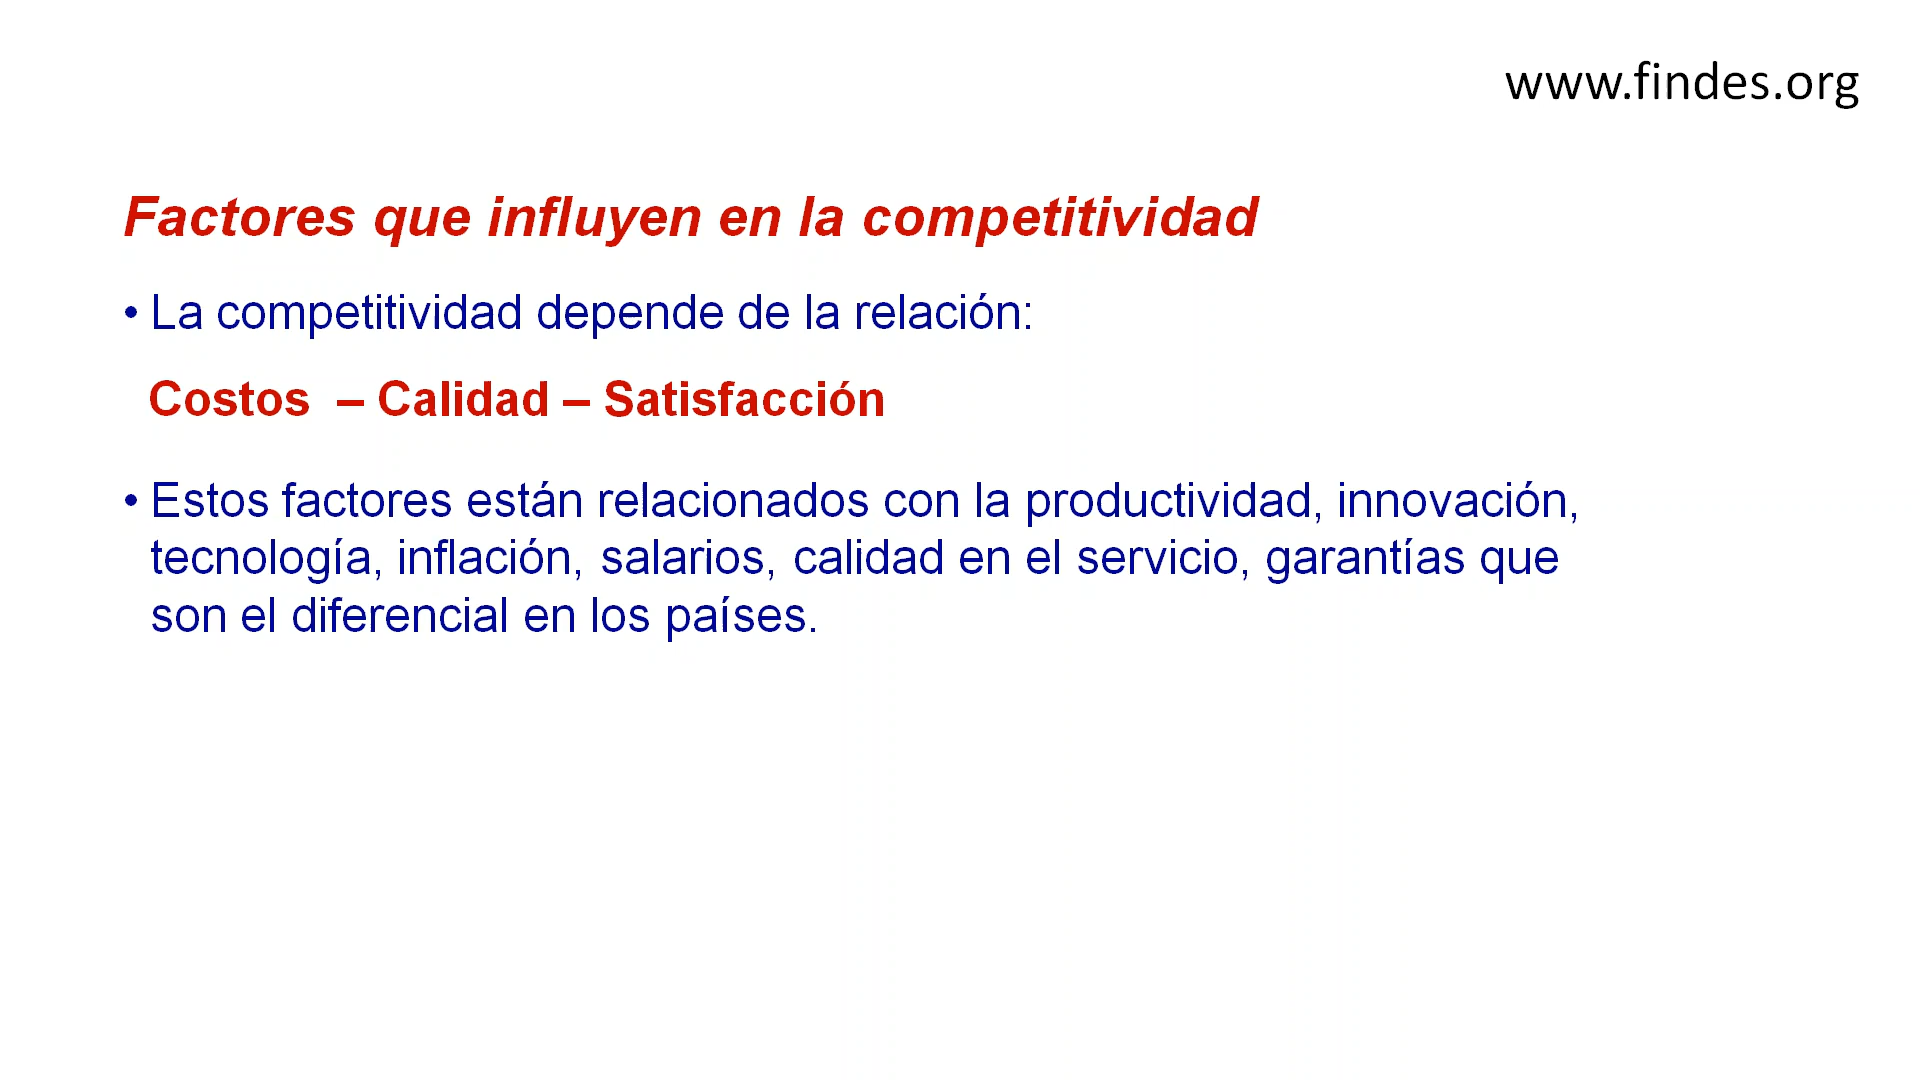 www.findes.org
Factores que influyen en la competitividad
• La competitividad depende de la relación:
Costos – Calidad – Satisfacción
• Estos factores están relacionados con la productividad, innovación,
tecnología, inflación, salarios, calidad en el servicio, garantías que
son el diferencial en los países.